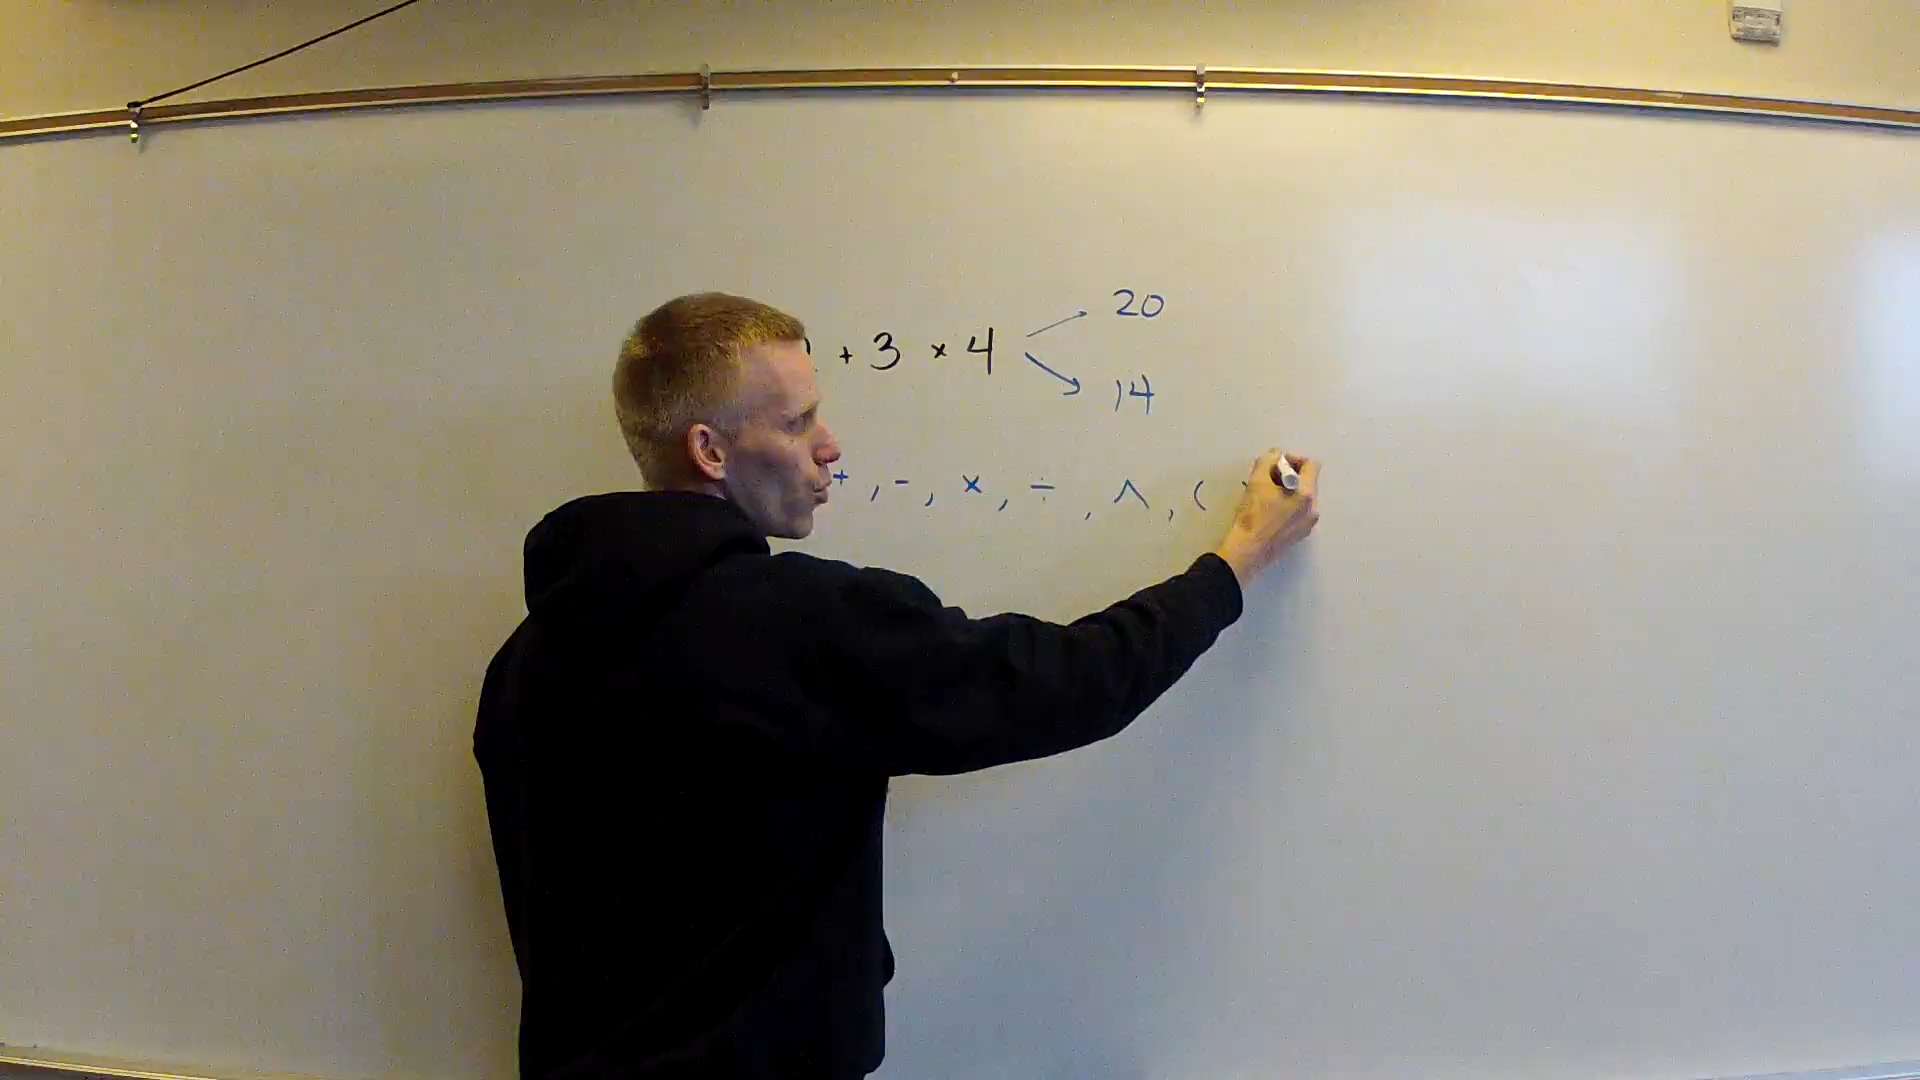 20
+ 3 × 4
14
+ , - , × , ÷ , ∧ , (